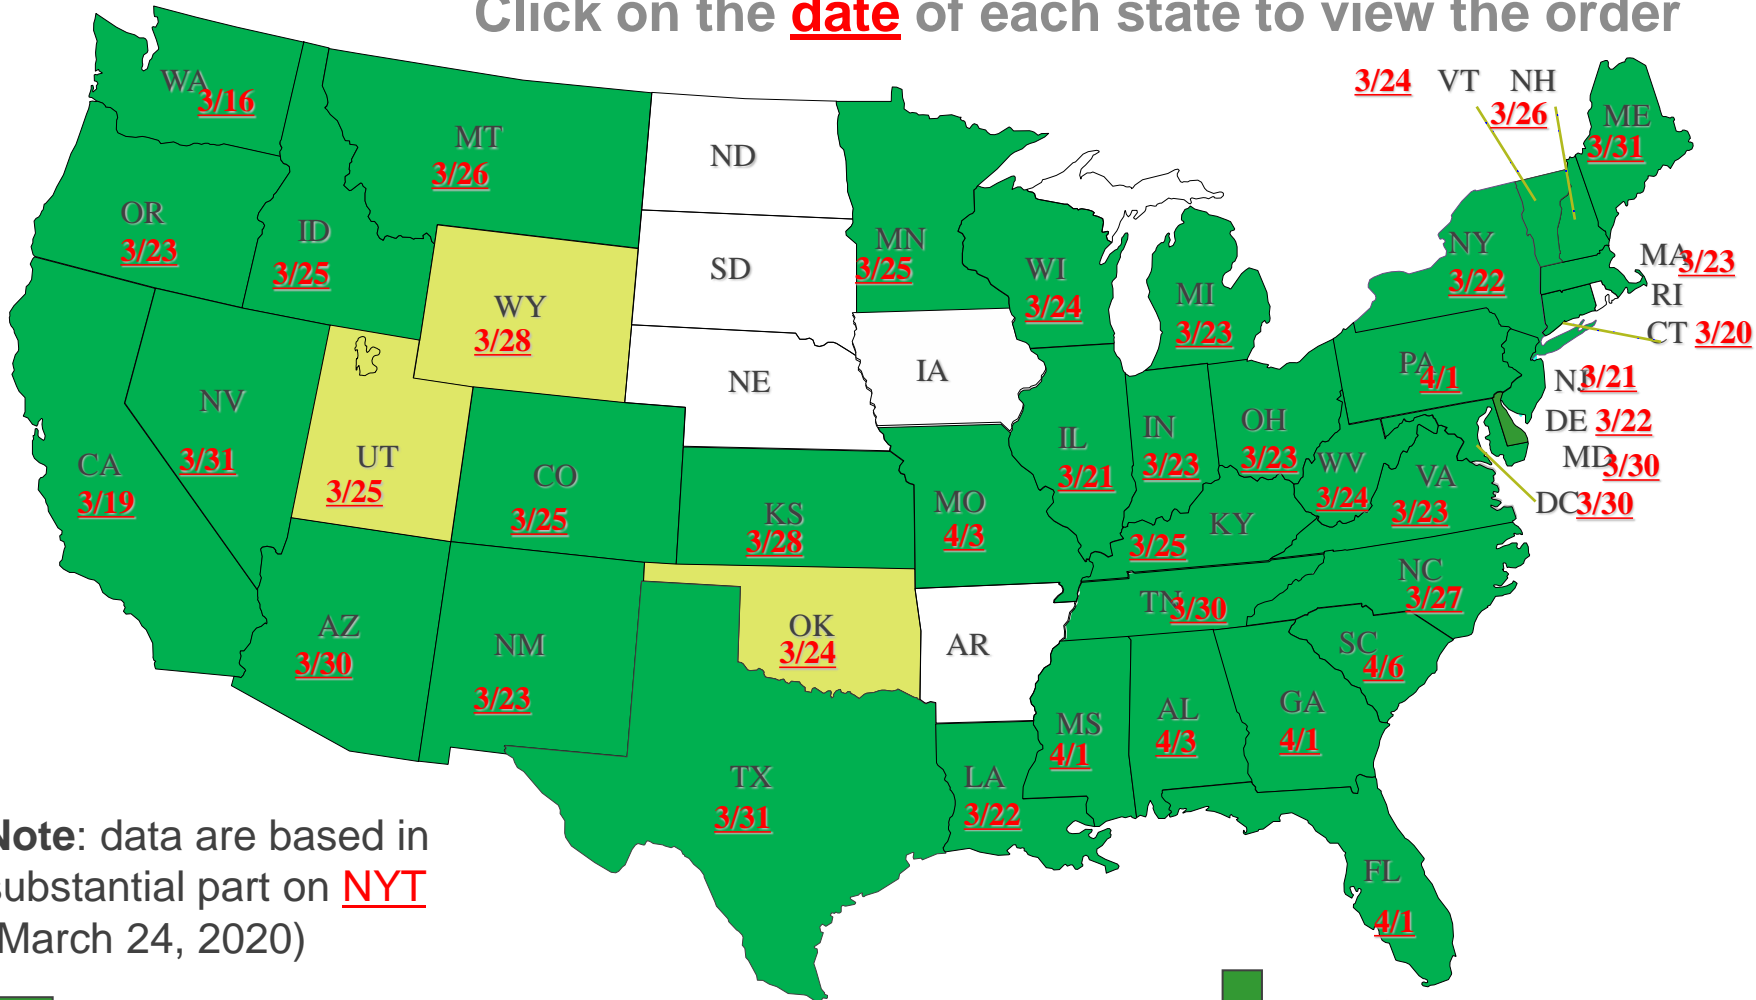 Click on the date of each state to view the order
WA
3/16
MT
3/26
ND
3/24 VT NH
3/26
ME
3/31
OR
3/23
ID
3/25
SD
MN
3/25
WI
3/24
MI
3/23
NY
3/22
MA 3/23
RI
CT 3/20
WY
3/28
NE
IA
PA
4/1
NJ 3/21
DE 3/22
MD
3/30
DC 3/30
NV
3/31
UT
3/25
CO
3/25
CA
3/19
KS
3/28
MO
4/3
IL
3/21
IN
3/23
OH
3/23
WV
3/24
VA
3/23
KY
3/25
NC
3/27
TN 3/30
AZ
3/30
NM
3/23
OK
3/24
AR
SC
4/6
MS
4/1
AL
4/3
GA
4/1
TX
3/31
LA
3/22
FL
4/1
Note: data are based in
substantial part on NYT
(March 24, 2020)